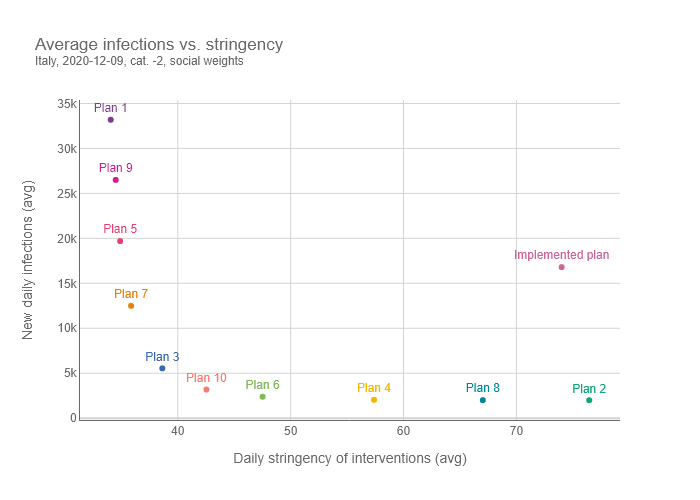 Average infections vs. stringency
Italy, 2020-12-09, cat. -2, social weights
35k
Plan 1
30k
Plan 9
25k
Plan 5
20k
Implemented plan
15k
Plan 7
10k
Plan 3
5k
Plan 10
Plan 6
Plan 4
Plan 8
Plan 2
0
40
50
60
70
New daily infections (avg)
Daily stringency of interventions (avg)